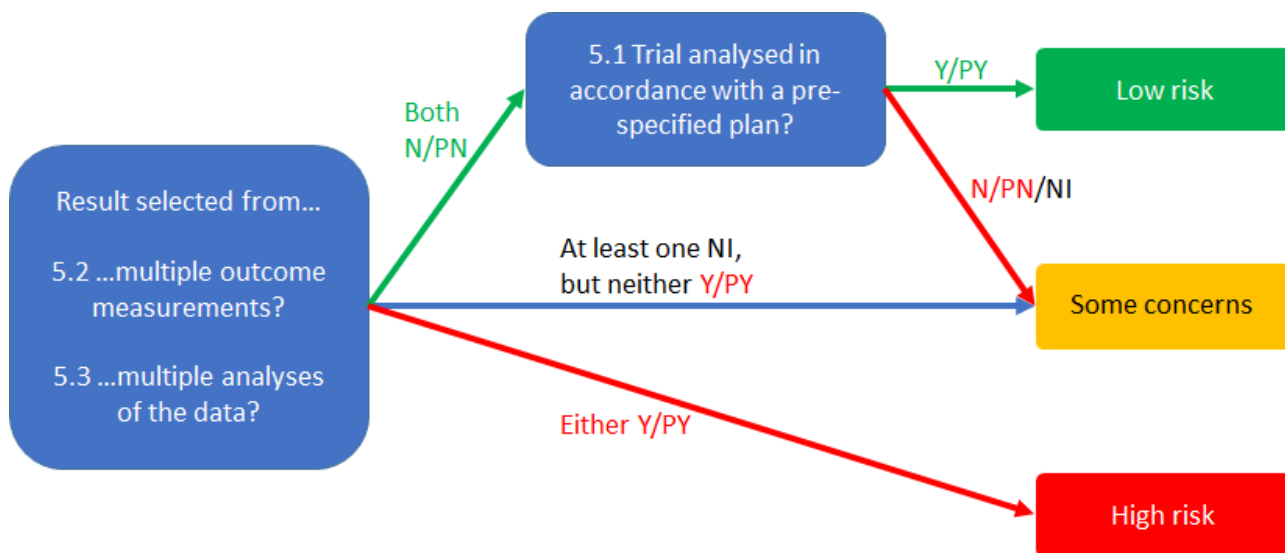 Result selected from…
5.2 …multiple outcome
measurements?
5.3 …multiple analyses
of the data?
Both
N/PN
5.1 Trial analysed in
accordance with a pre-
specified plan?
Y/PY
Low risk
N/PN/NI
At least one NI,
but neither Y/PY
Some concerns
Either Y/PY
High risk